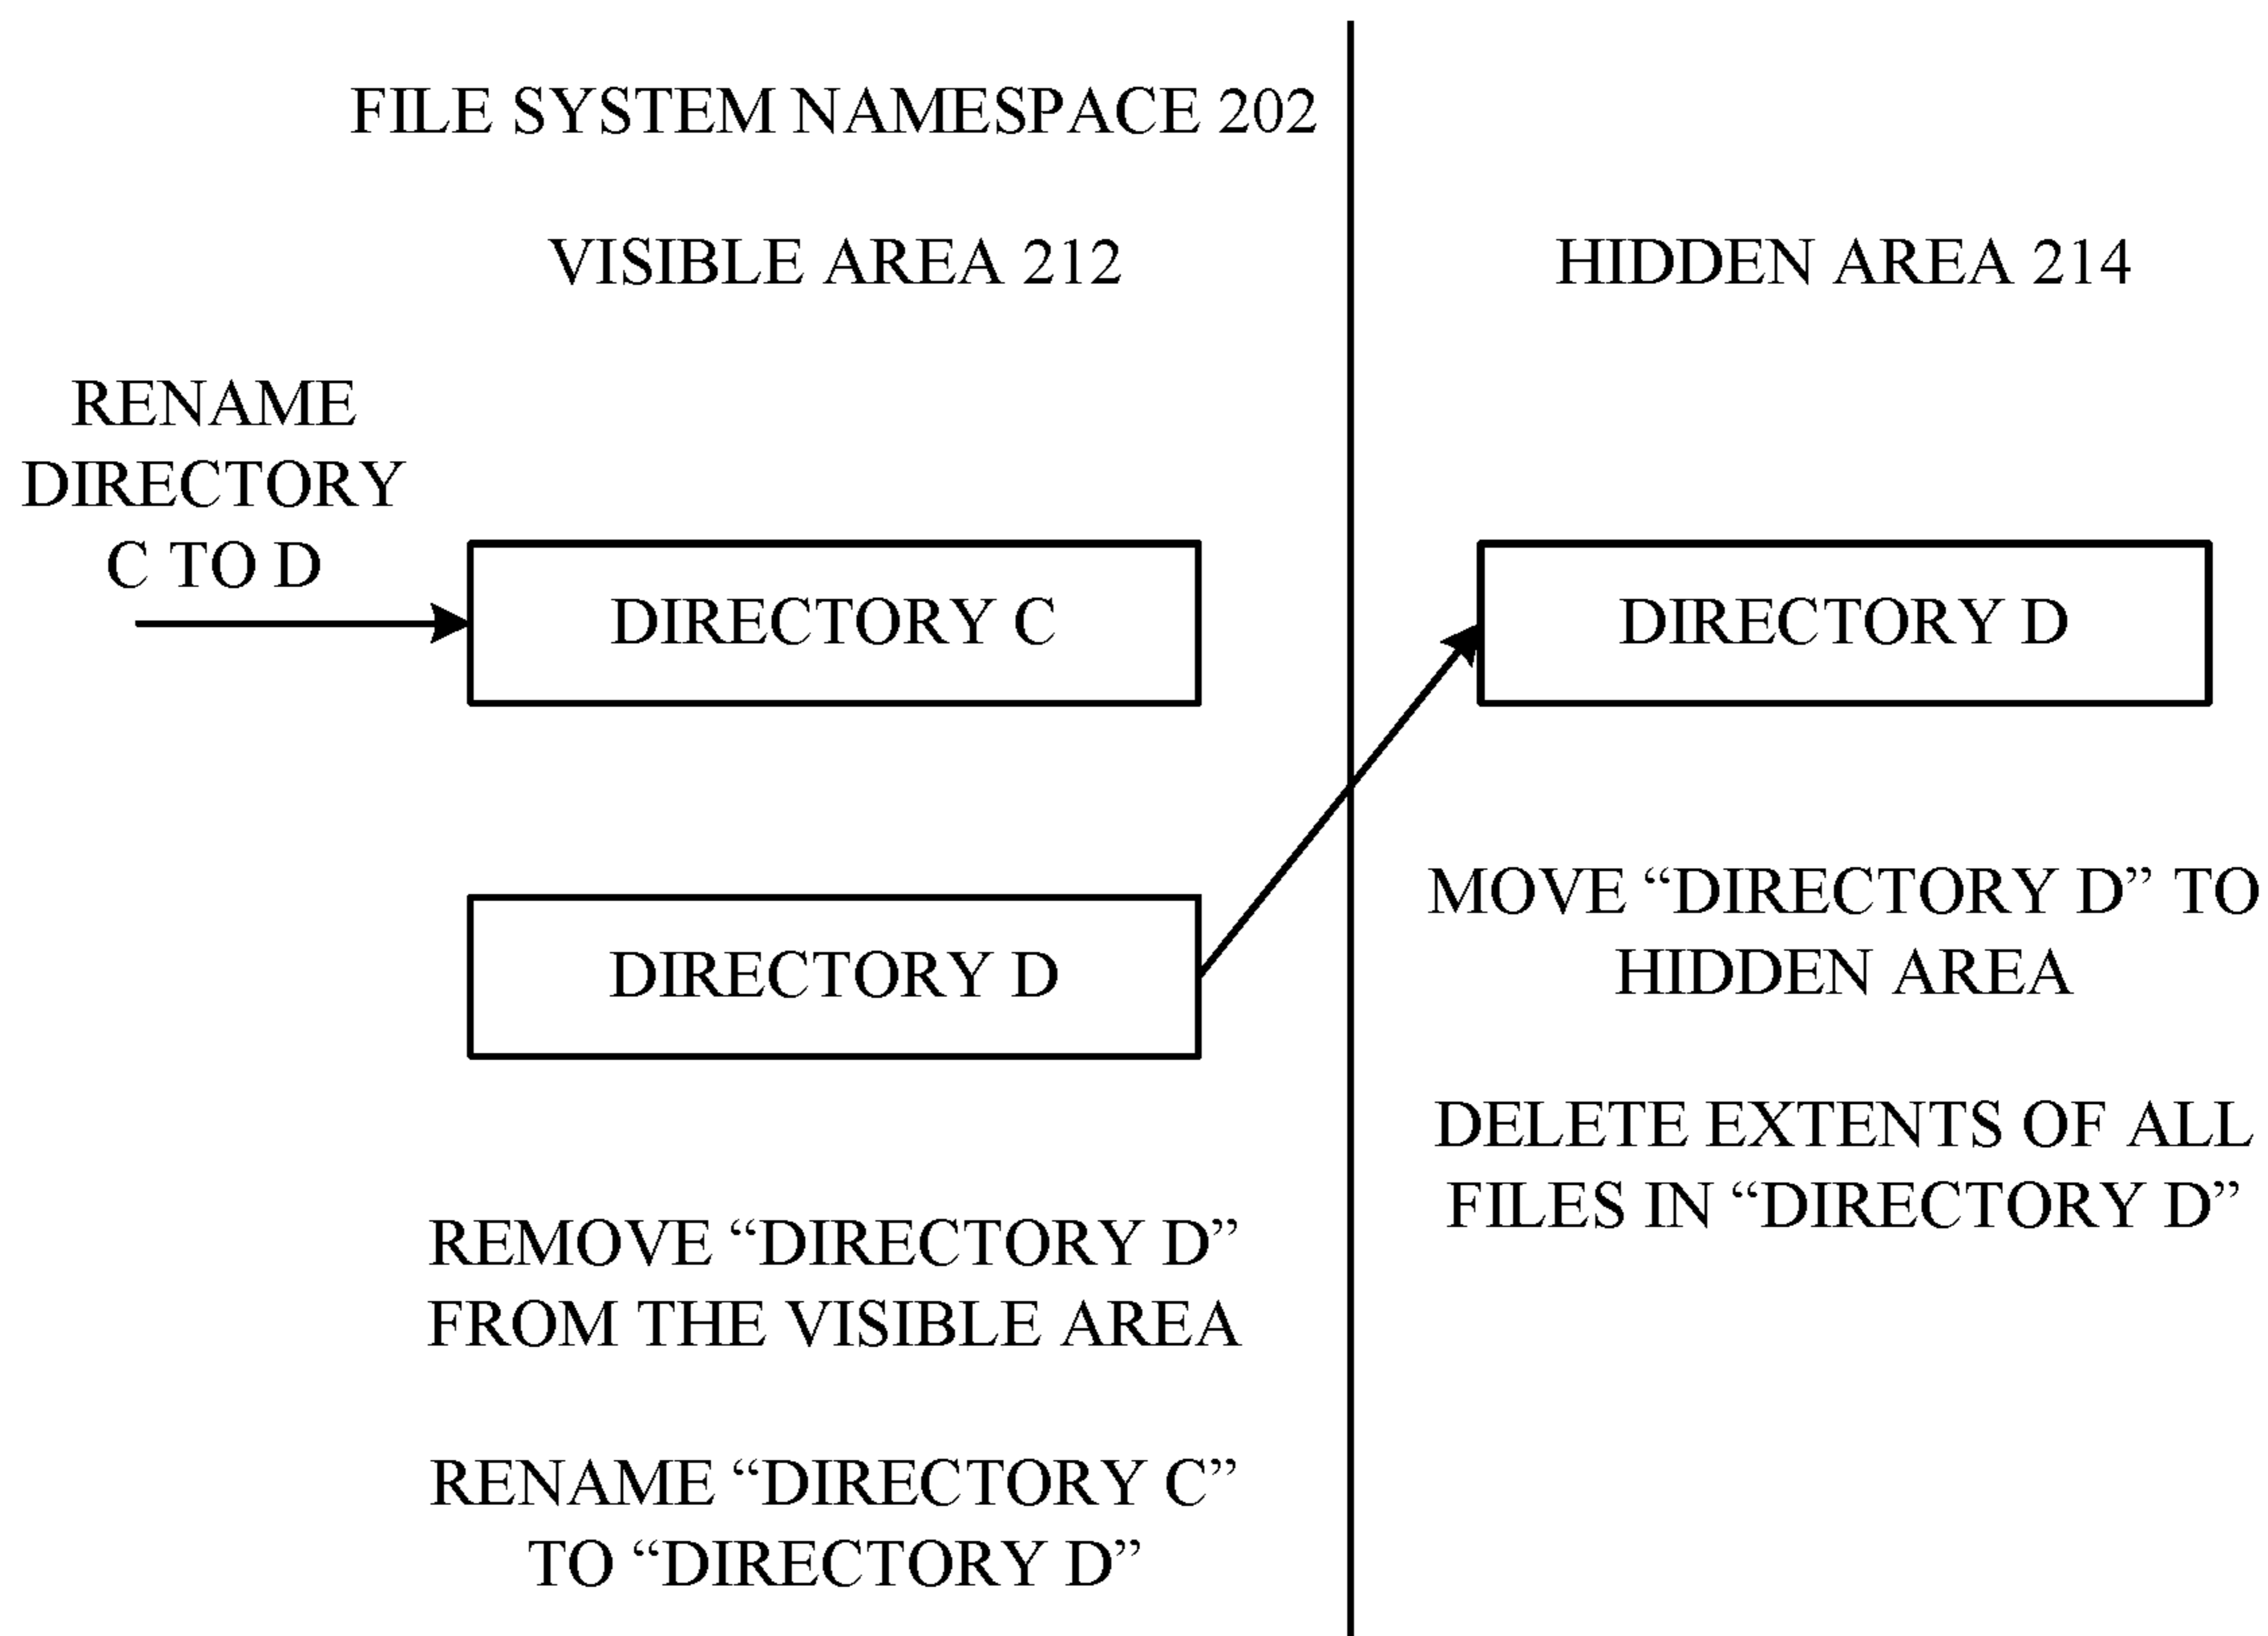 FILE SYSTEM NAMESPACE 202
VISIBLE AREA 212
HIDDEN AREA 214
RENAME
DIRECTORY
C TO D
DIRECTORY C
DIRECTORY D
DIRECTORY D
MOVE “DIRECTORY D” TO
HIDDEN AREA
DELETE EXTENTS OF ALL
FILES IN “DIRECTORY D”
REMOVE “DIRECTORY D”
FROM THE VISIBLE AREA
RENAME “DIRECTORY C”
TO “DIRECTORY D”